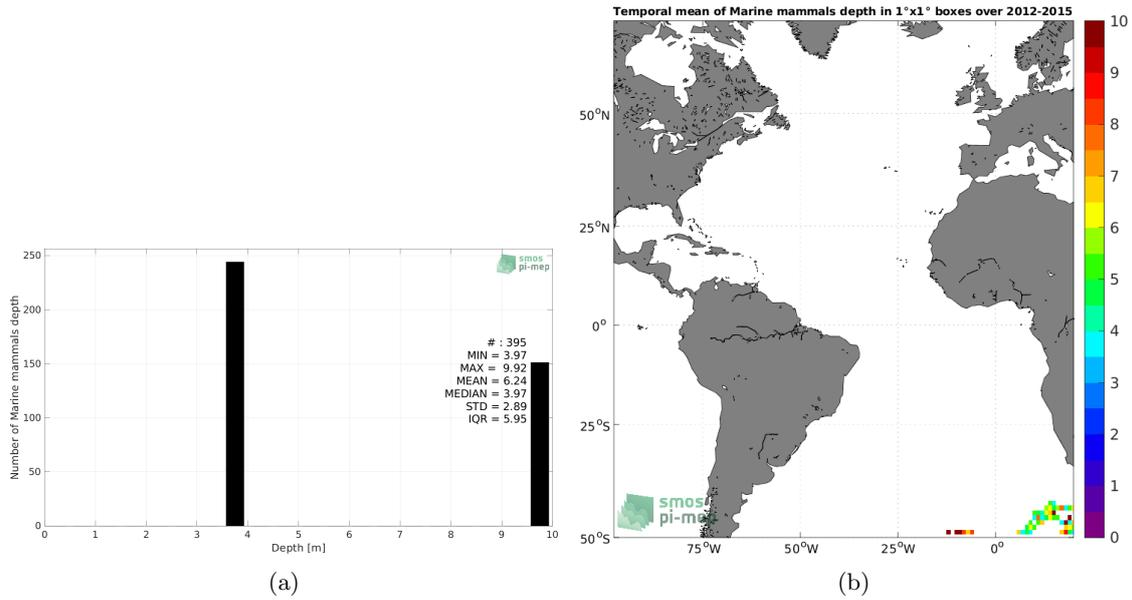 Temporal mean of Marine mammals depth in 1°x1° boxes over 2012-2015
250
200
150
100
50
0
Number of Marine mammals depth
0 1 2 3 4 5 6 7 8 9 10
Depth [m]
smos
pi-mep
# : 395
MIN = 3.97
MAX = 9.92
MEAN = 6.24
MEDIAN = 3.97
STD = 2.89
IQR = 5.95
(a)
50°N
25°N
0°
25°S
50°S
75°W 50°W 25°W 0°
smos
pi-mep
10
9
8
7
6
5
4
3
2
1
0
(b)